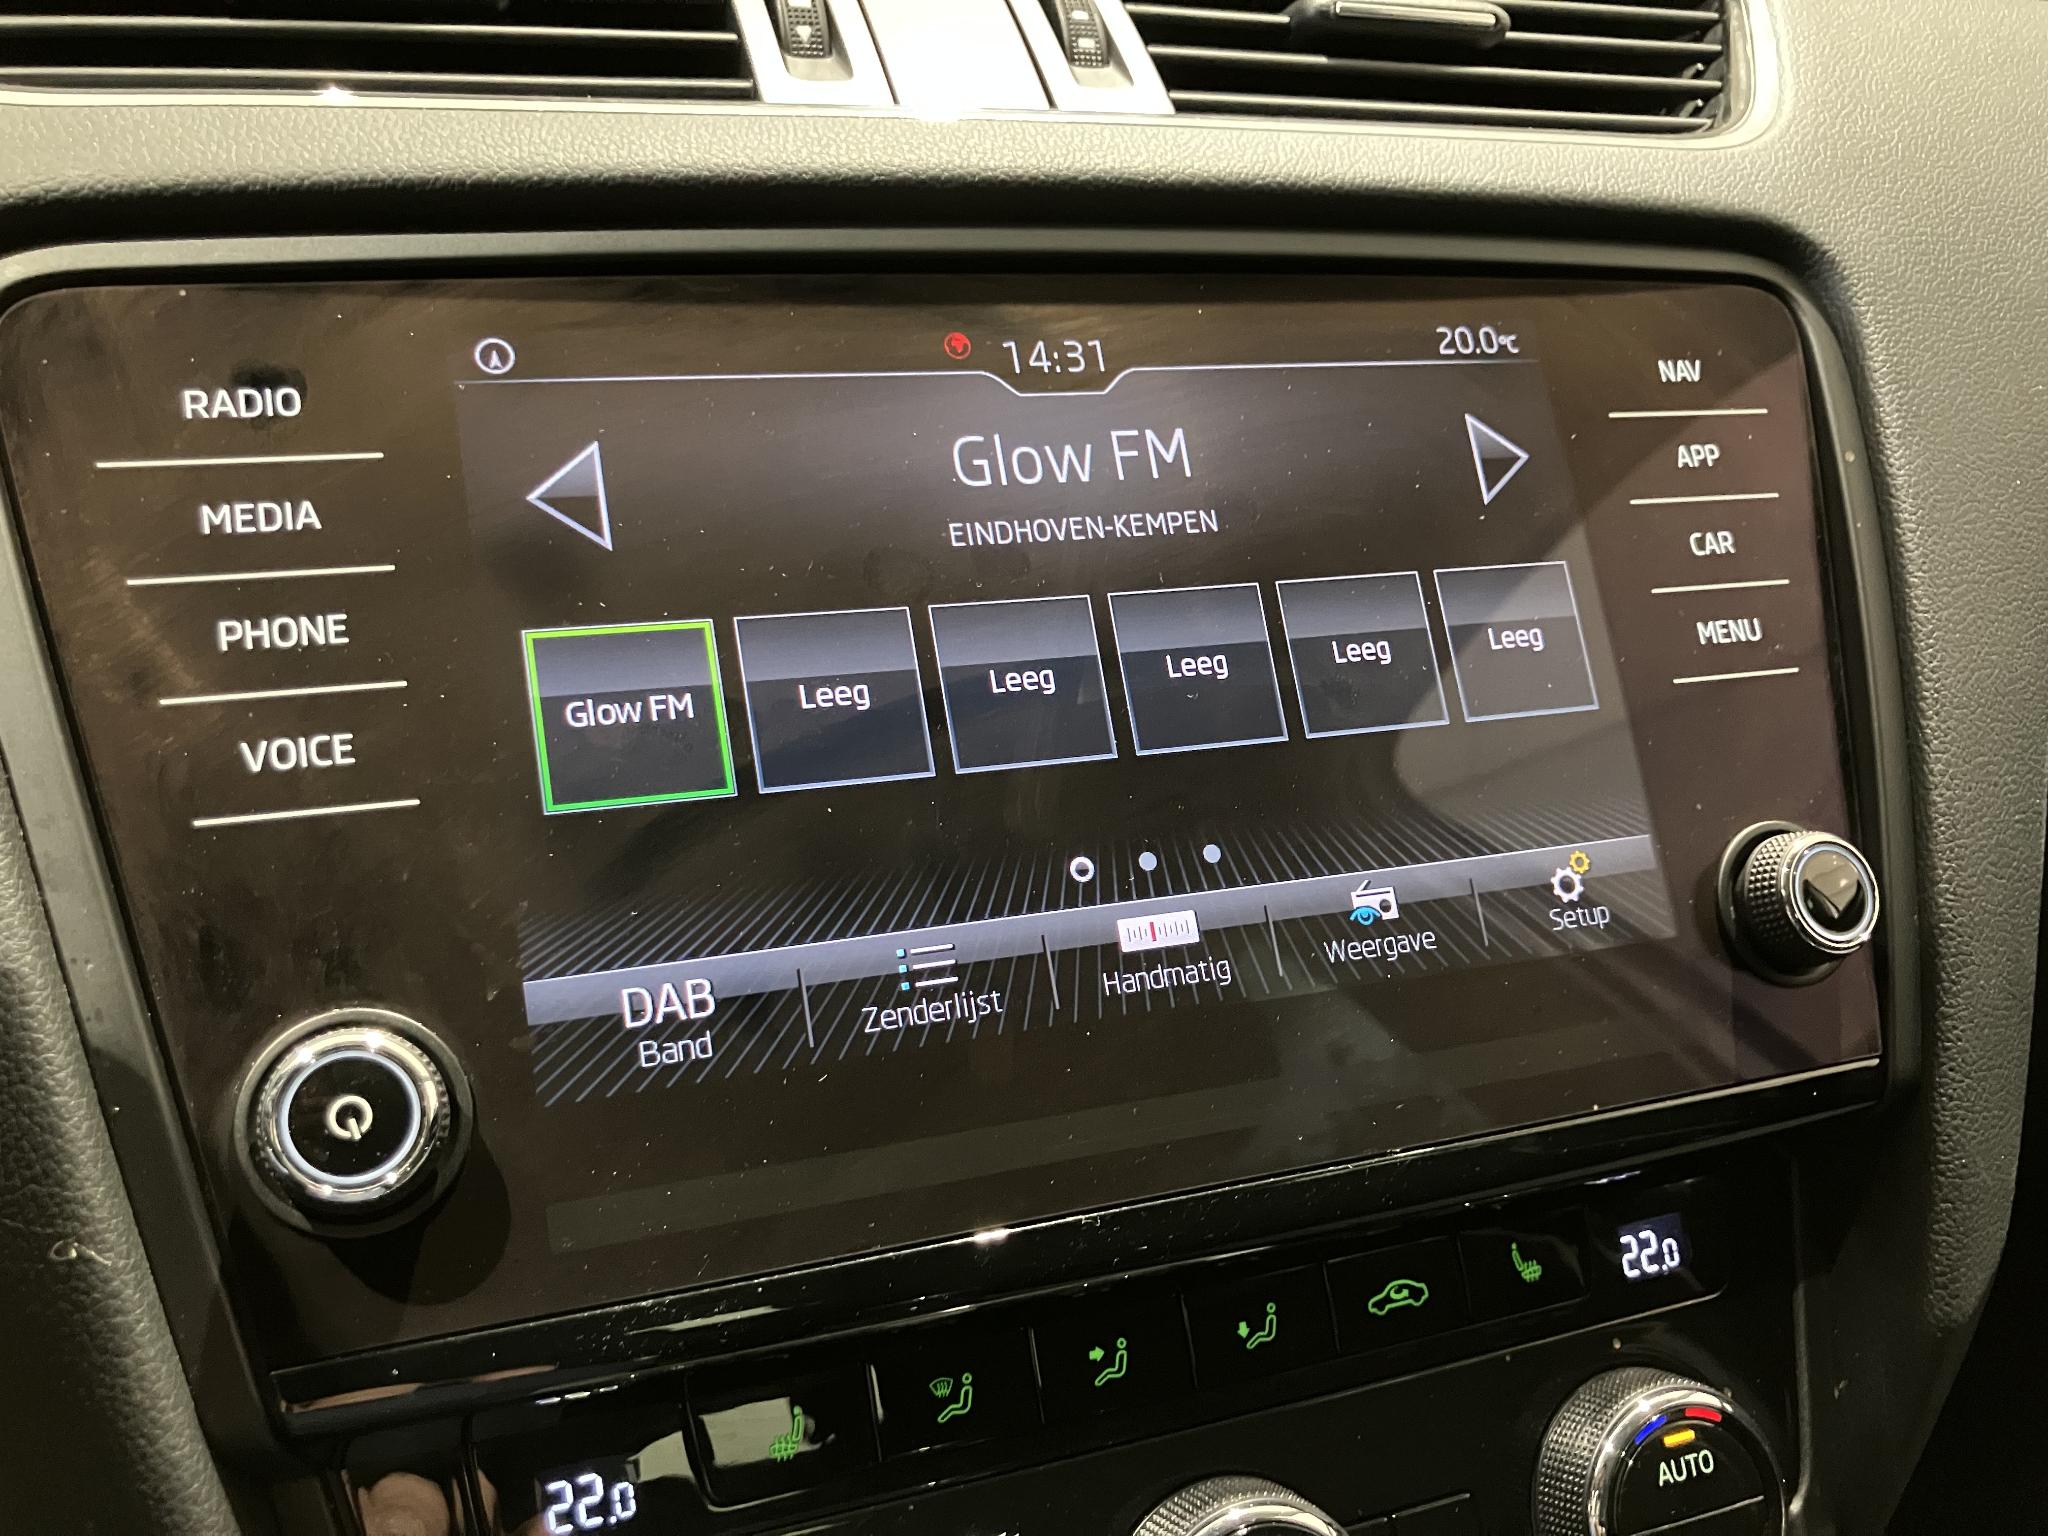 14:31
20.0°C
RADIO
MEDIA
PHONE
VOICE
Glow FM
EINDHOVEN-KEMPEN
Glow FM
Leeg
Leeg
Leeg
Leeg
Leeg
DAB
Band
Zenderlijst
Handmatig
Weergave
Setup
NAV
APP
CAR
MENU
22.0
22.0
AUTO